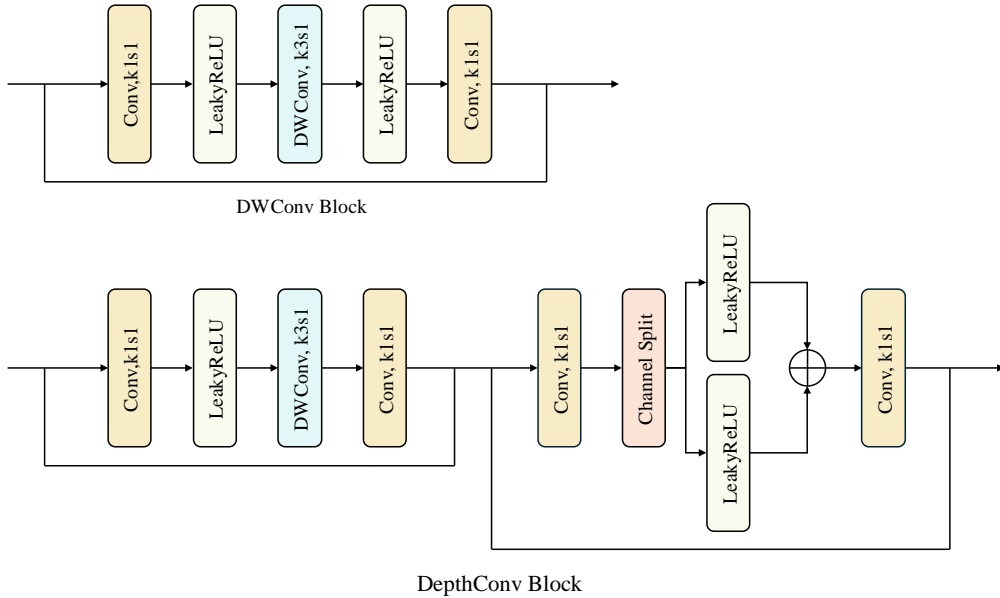 Conv,k1s1
LeakyReLU
DWConv, k3s1
LeakyReLU
Conv, k1s1
DWConv Block
Conv,k1s1
LeakyReLU
DWConv, k3s1
Conv, k1s1
Conv, k1s1
Channel Split
LeakyReLU
LeakyReLU
Conv, k1s1
DepthConv Block